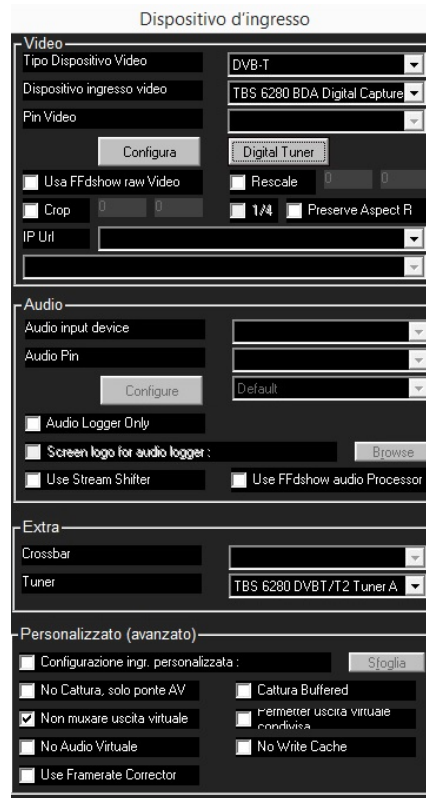 Dispositivo d'ingresso
Video
Tipo Dispositivo Video DVB-T
Dispositivo ingresso video TBS 6280 BDA Digital Capture
Pin Video
Configura Digital Tuner
Usa FFdshow raw Video Rescale 0 0
Crop 0 0 1/4 Preserve Aspect R
IP Url
Audio
Audio input device
Audio Pin
Configure Default
Audio Logger Only
Screen logo for audio logger : Browse
Use Stream Shifter Use FFdshow audio Processor
Extra
Crossbar
Tuner TBS 6280 DVBT/T2 Tuner A
Personalizzato (avanzato)
Configurazione ingr. personalizzata : Sfoglia
No Cattura, solo ponte AV Cattura Buffered
Non muxare uscita virtuale Permetter uscita virtuale
condivisa
No Audio Virtuale No Write Cache
Use Framerate Corrector